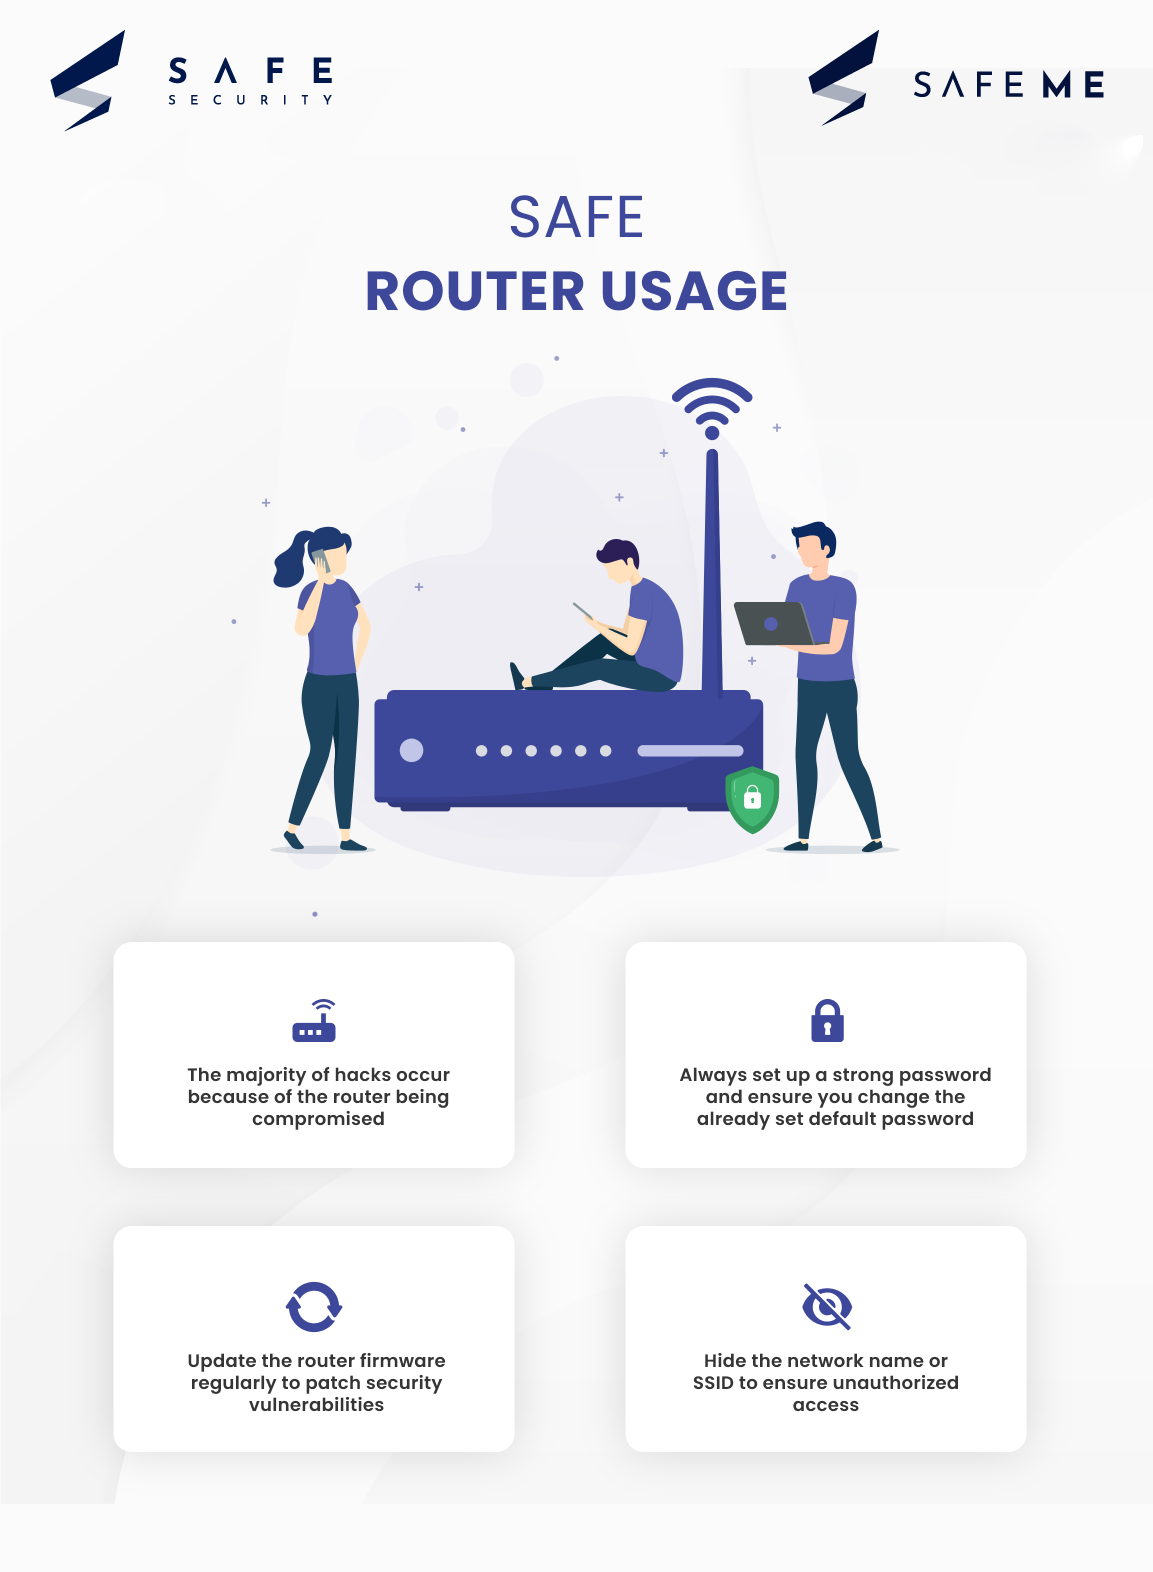 SAFE
SECURITY
SAFE ME
SAFE
ROUTER USAGE
The majority of hacks occur
because of the router being
compromised
Always set up a strong password
and ensure you change the
already set default password
Update the router firmware
regularly to patch security
vulnerabilities
Hide the network name or
SSID to ensure unauthorized
access